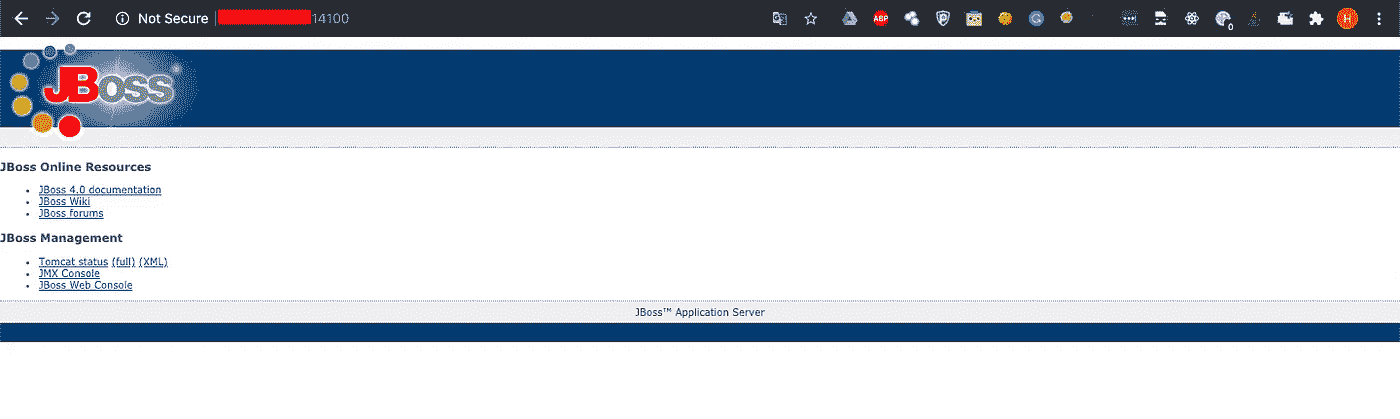 Not Secure | 14100
ABP
0
H
JBoss
JBoss Online Resources
JBoss 4.0 documentation
JBoss Wiki
JBoss forums
JBoss Management
Tomcat status (full) (XML)
JMX Console
JBoss Web Console
JBoss™ Application Server